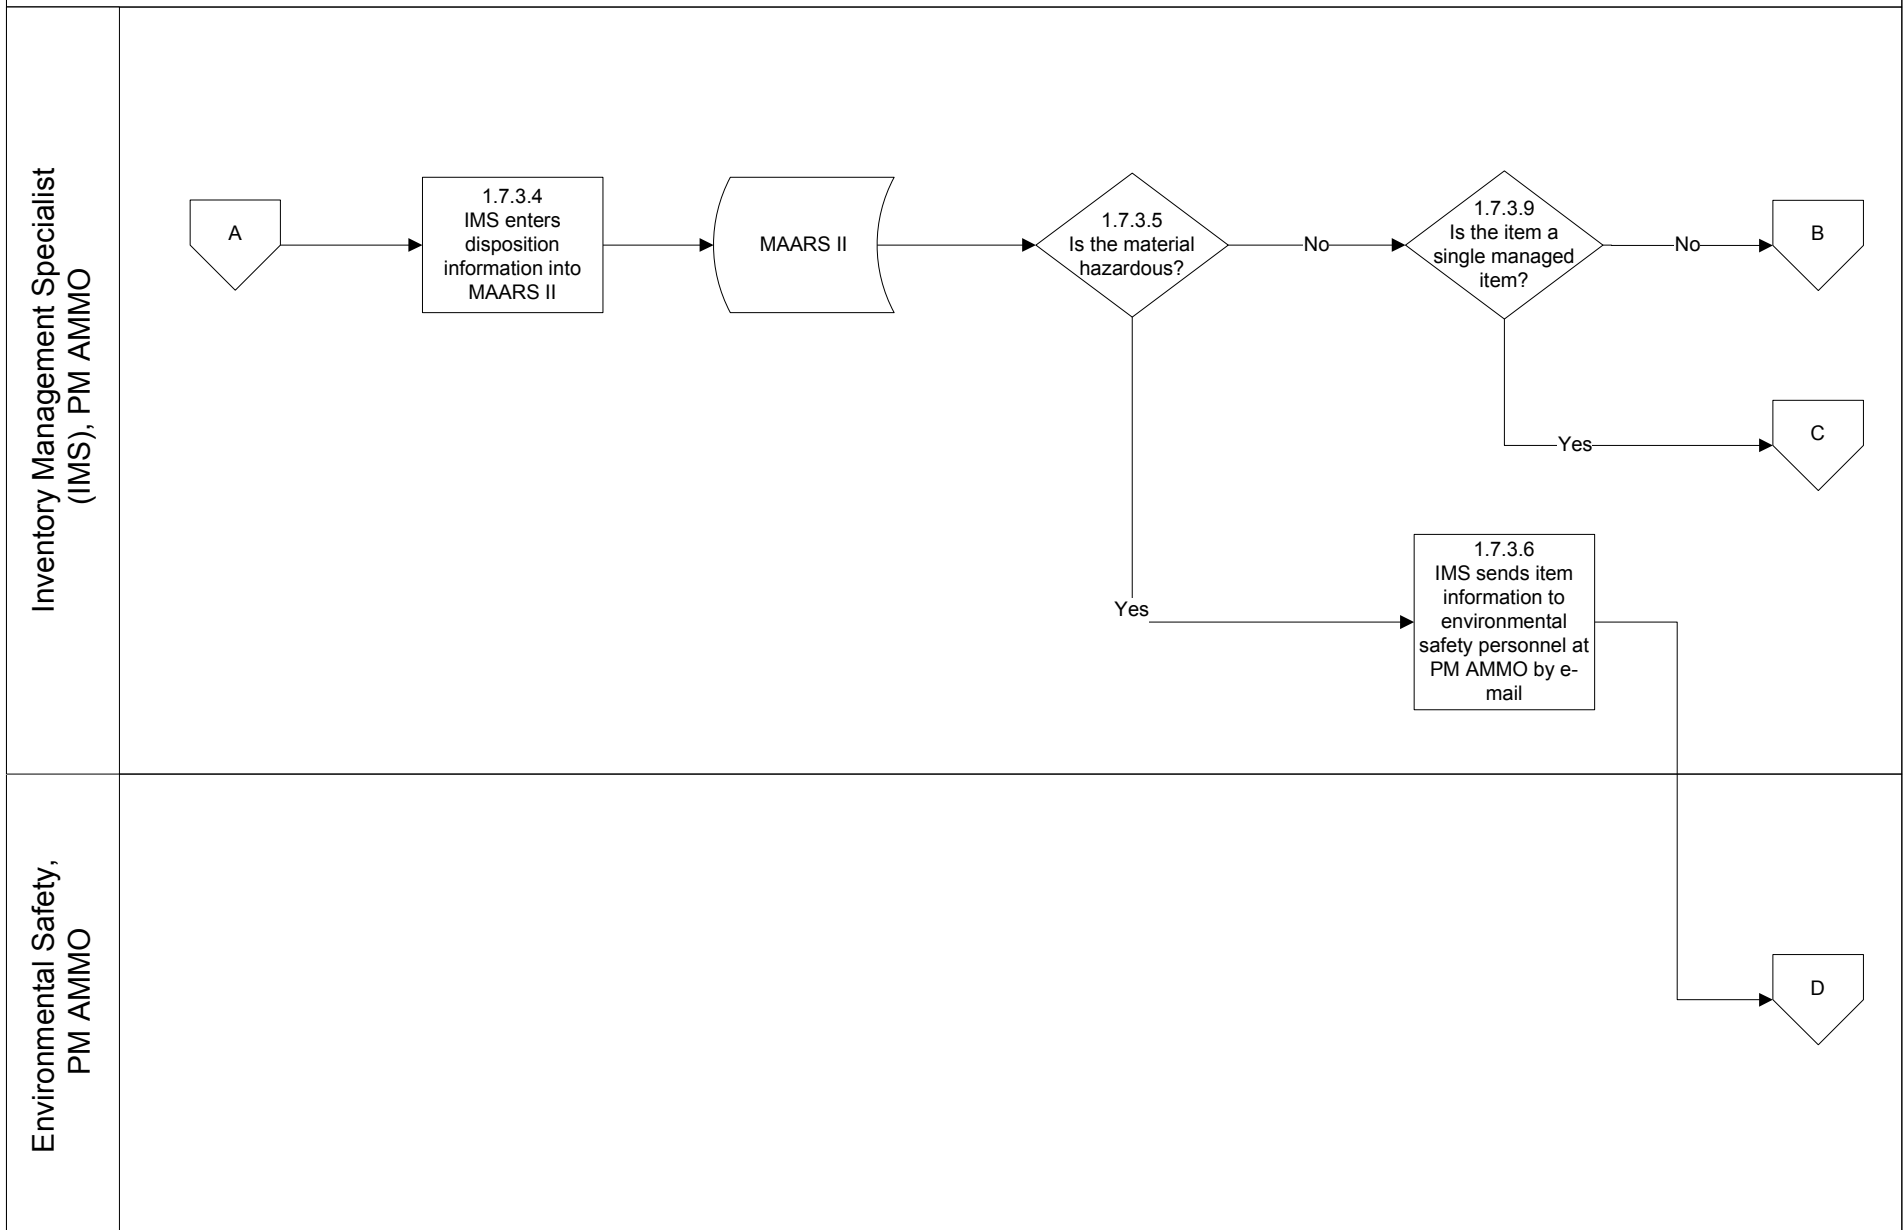 Inventory Management Specialist
(IMS), PM AMMO
A
1.7.3.4
IMS enters
disposition
information into
MAARS II
MAARS II
1.7.3.5
Is the material
hazardous?
No
1.7.3.9
Is the item a
single managed
item?
No
B
Yes
C
Yes
1.7.3.6
IMS sends item
information to
environmental
safety personnel at
PM AMMO by e-
mail
Environmental Safety,
PM AMMO
D